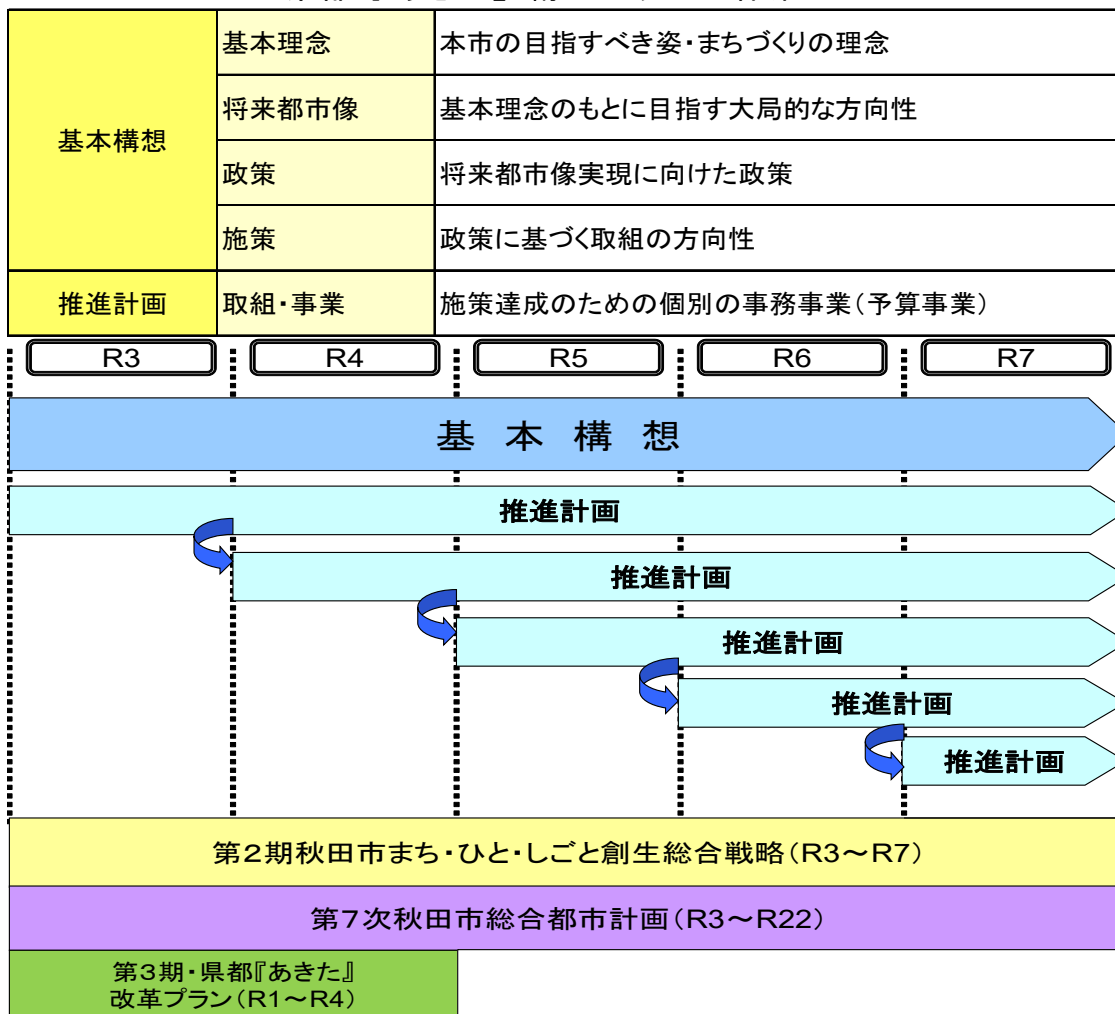 基本構想
基本理念
本市の目指すべき姿・まちづくりの理念
将来都市像
基本理念のもとに目指す大局的な方向性
政策
将来都市像実現に向けた政策
施策
政策に基づく取組の方向性
推進計画
取組・事業
施策達成のための個別の事務事業(予算事業)
R3
R4
R5
R6
R7
基本構想
推進計画
推進計画
推進計画
推進計画
推進計画
第2期秋田市まち・ひと・しごと創生総合戦略(R3～R7)
第7次秋田市総合都市計画(R3～R22)
第3期・県都『あきた』
改革プラン(R1～R4)